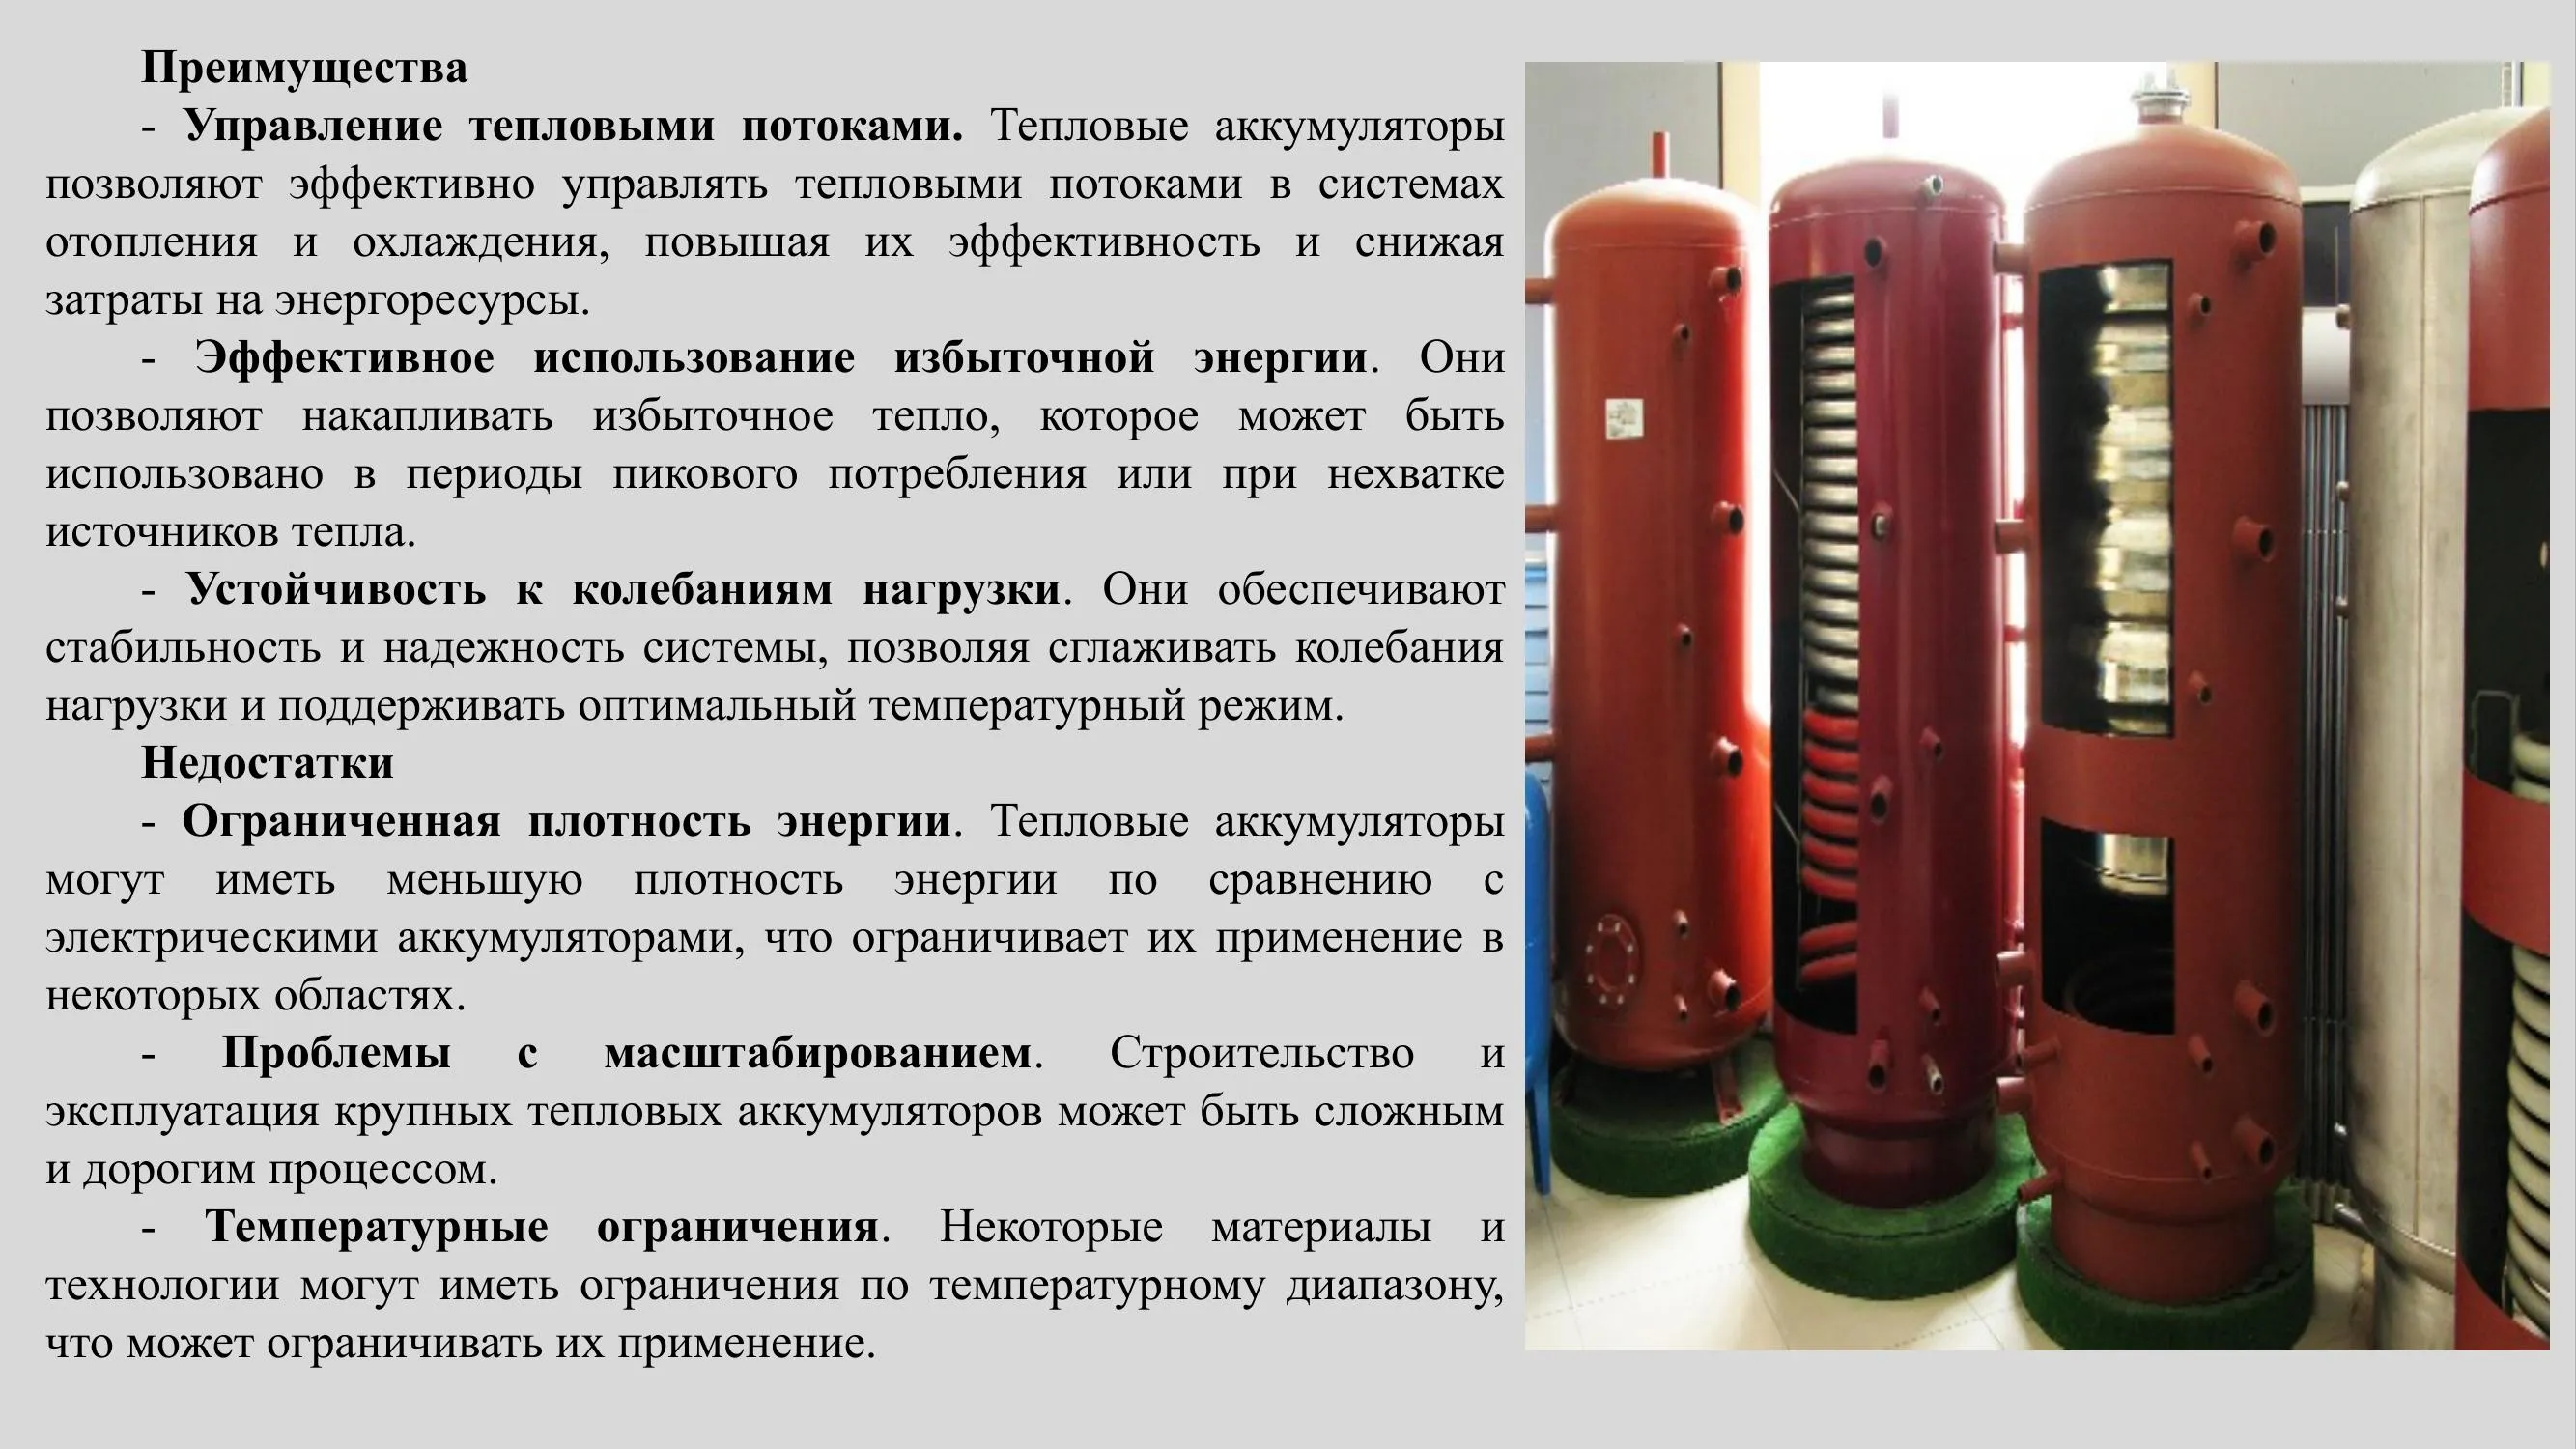 Преимущества
- Управление тепловыми потоками. Тепловые аккумуляторы
позволяют эффективно управлять тепловыми потоками в системах
отопления и охлаждения, повышая их эффективность и снижая
затраты на энергоресурсы.
- Эффективное использование избыточной энергии. Они
позволяют накапливать избыточное тепло, которое может быть
использовано в периоды пикового потребления или при нехватке
источников тепла.
- Устойчивость к колебаниям нагрузки. Они обеспечивают
стабильность и надежность системы, позволяя сглаживать колебания
нагрузки и поддерживать оптимальный температурный режим.
Недостатки
- Ограниченная плотность энергии. Тепловые аккумуляторы
могут иметь меньшую плотность энергии по сравнению с
электрическими аккумуляторами, что ограничивает их применение в
некоторых областях.
- Проблемы с масштабированием. Строительство и
эксплуатация крупных тепловых аккумуляторов может быть сложным
и дорогим процессом.
- Температурные ограничения. Некоторые материалы и
технологии могут иметь ограничения по температурному диапазону,
что может ограничивать их применение.